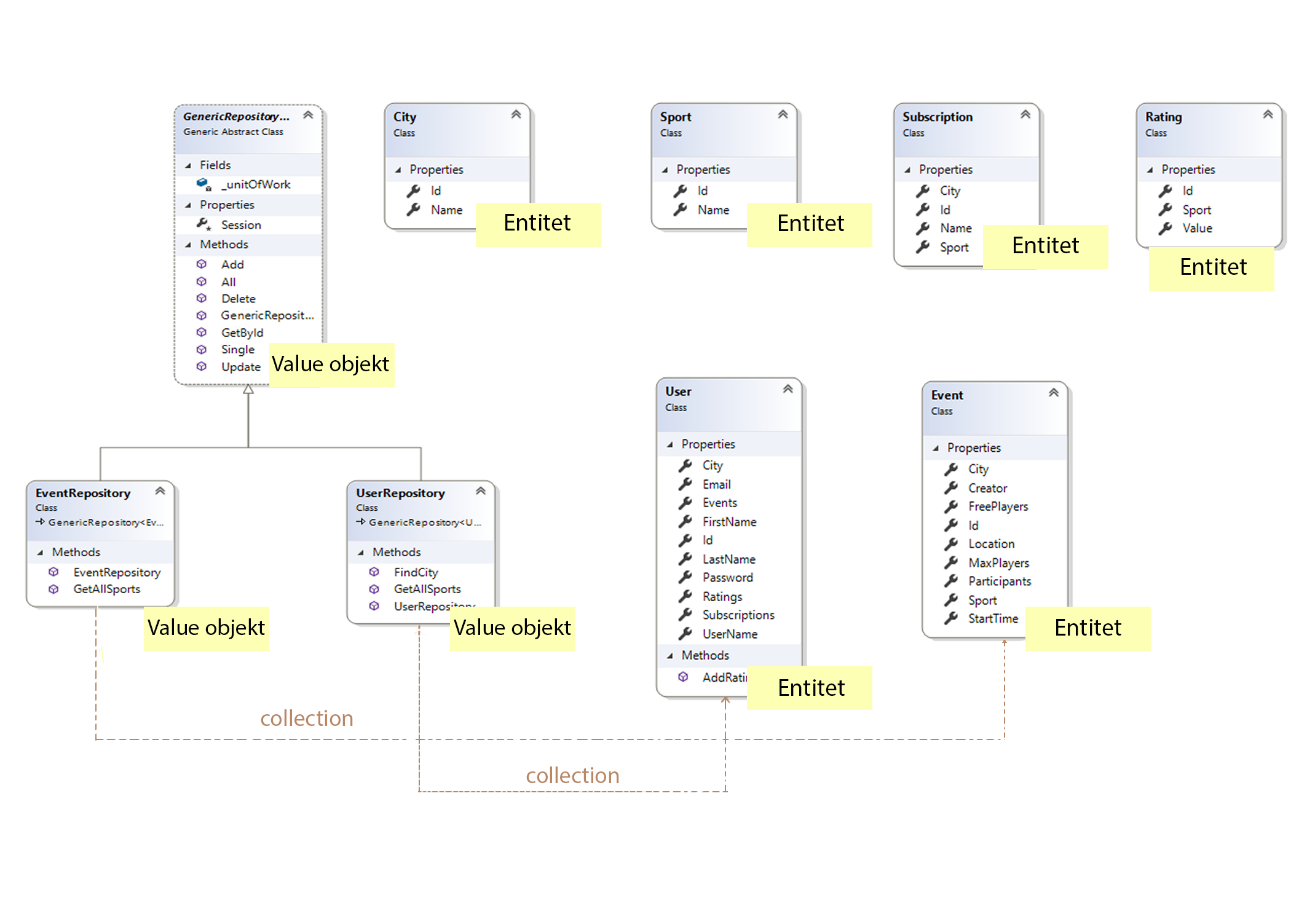 GenericRepository...
Generic Abstract Class
Fields
_unitOfWork
Properties
Session
Methods
Add
All
Delete
GenericReposit...
GetById
Single
Update
Value objekt
City
Class
Properties
Id
Name
Entitet
Sport
Class
Properties
Id
Name
Entitet
Subscription
Class
Properties
City
Id
Name
Sport
Entitet
Rating
Class
Properties
Id
Sport
Value
Entitet
EventRepository
Class
GenericRepository<Ev...
Methods
EventRepository
GetAllSports
Value objekt
UserRepository
Class
GenericRepository<U...
Methods
FindCity
GetAllSports
UserRepository
Value objekt
User
Class
Properties
City
Email
Events
FirstName
Id
LastName
Password
Ratings
Subscriptions
UserName
Methods
AddRati
Entitet
Event
Class
Properties
City
Creator
FreePlayers
Id
Location
MaxPlayers
Participants
Sport
StartTime
Entitet
collection
collection